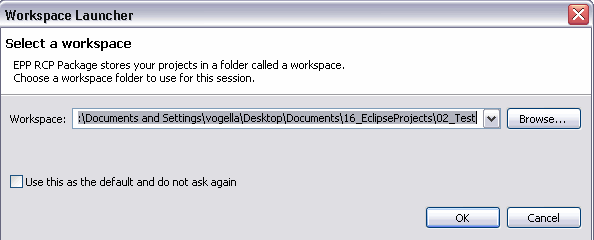 Workspace Launcher
Select a workspace
EPP RCP Package stores your projects in a folder called a workspace.
Choose a workspace folder to use for this session.
Workspace: :\Documents and Settings\vogella\Desktop\Documents\16_EclipseProjects\02_Test Browse...
Use this as the default and do not ask again
OK Cancel